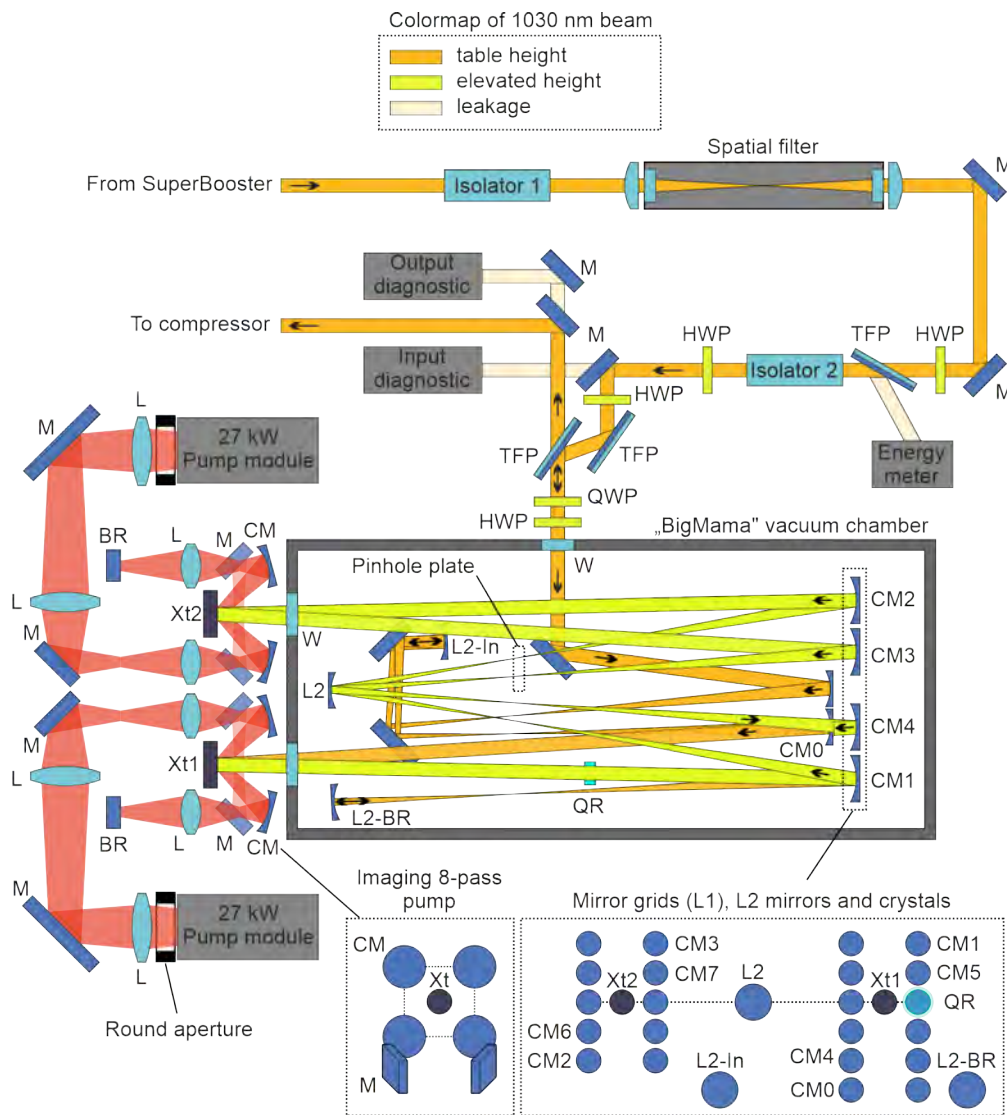 Colormap of 1030 nm beam
table height
elevated height
leakage
Spatial filter
M
From SuperBooster
Isolator 1
Output
diagnostic
M
To compressor
M
HWP
TFP
HWP
Input
diagnostic
Isolator 2
M
HWP
TFP
TFP
Energy
meter
M
L
27 kW
Pump module
QWP
HWP
„BigMama" vacuum chamber
BR
L
M
CM
W
Pinhole plate
CM2
L
Xt2
W
L2-In
CM3
M
L2
CM4
M
CM0
Xt1
CM1
L
QR
L2-BR
BR
L
M
CM
M
Imaging 8-pass
pump
Mirror grids (L1), L2 mirrors and crystals
27 kW
Pump module
L
Round aperture
CM
Xt
M
CM3
CM1
CM7
L2
CM5
Xt2
Xt1
QR
CM6
CM2
L2-In
CM4
L2-BR
CM0